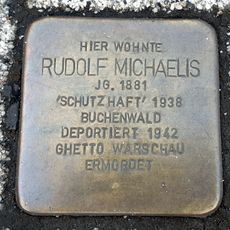 HIER WOHNTE
RUDOLF MICHAELIS
JG. 1881
'SCHUTZHAFT' 1938
BUCHENWALD
DEPORTIERT 1942
GHETTO WARSCHAU
ERMORDET